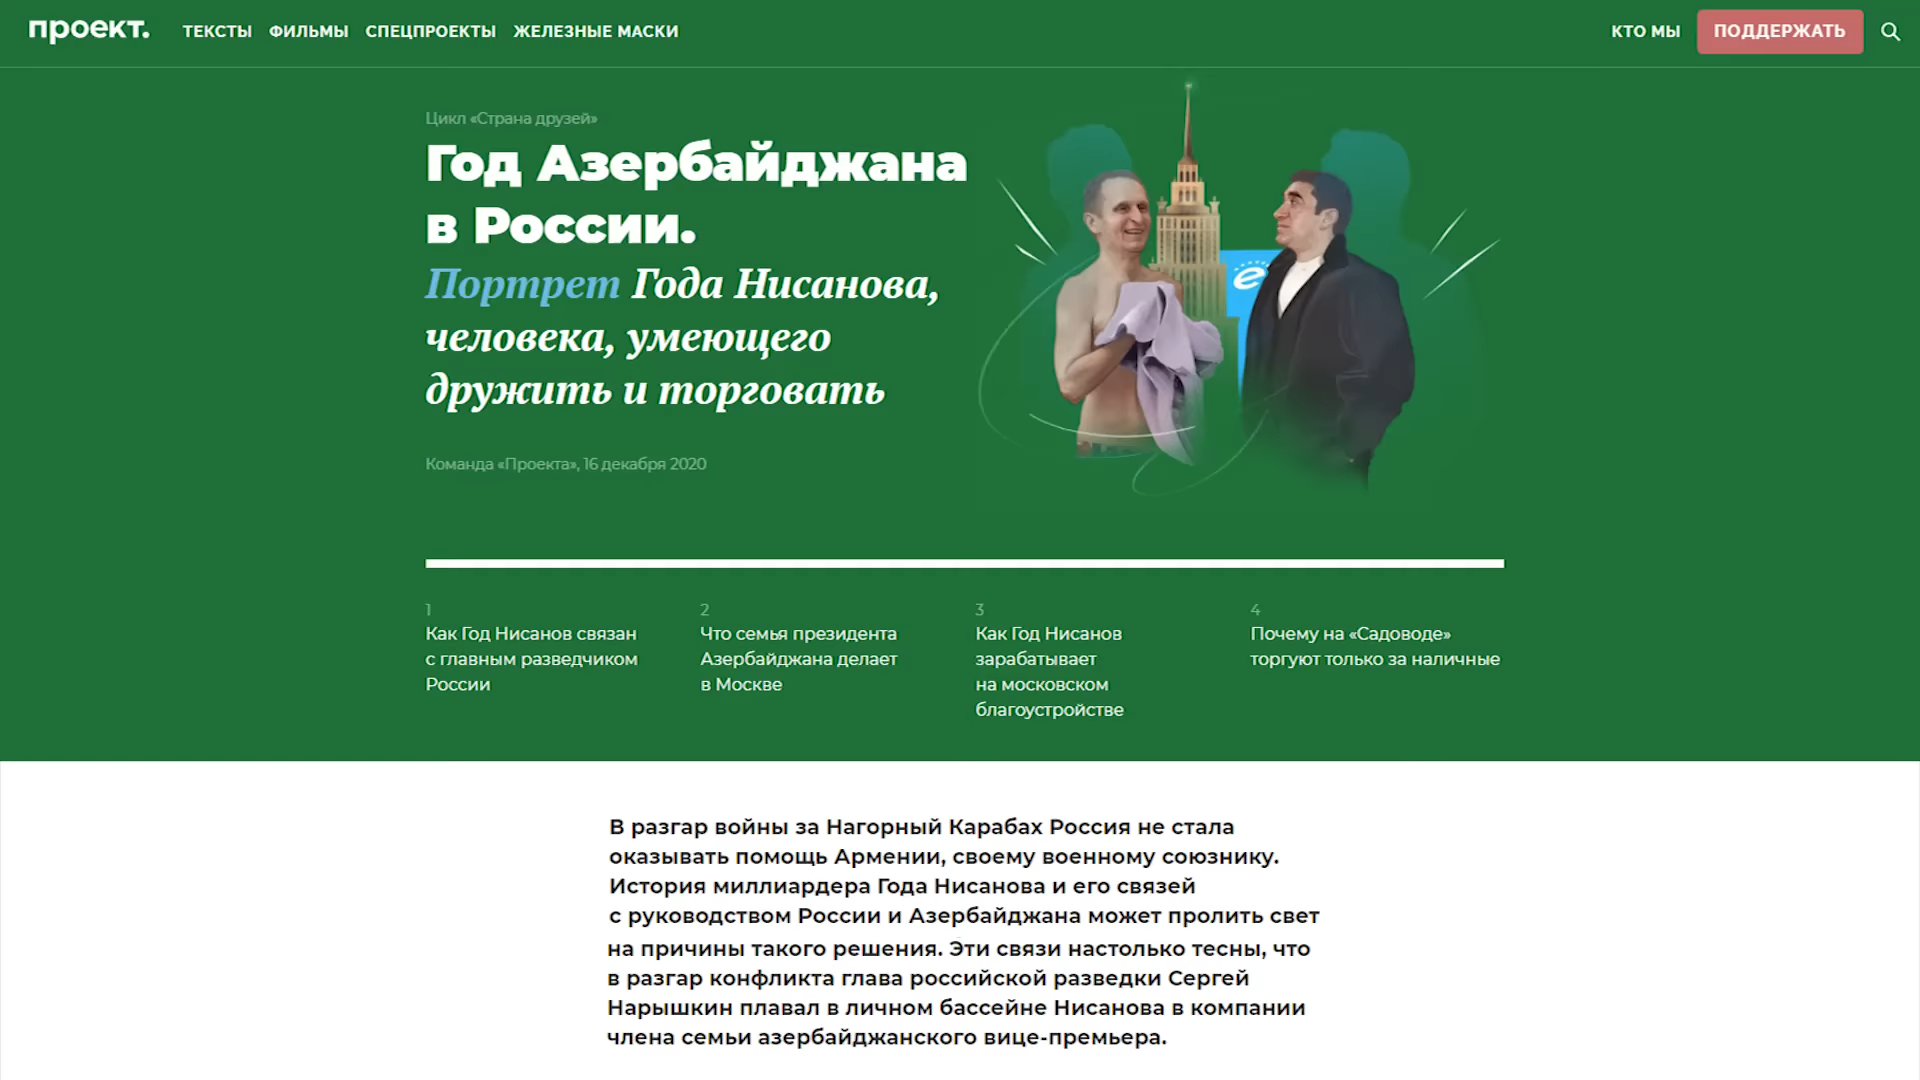 проект.
ТЕКСТЫ ФИЛЬМЫ СПЕЦПРОЕКТЫ ЖЕЛЕЗНЫЕ МАСКИ
КТО МЫ ПОДДЕРЖАТЬ
Цикл «Страна друзей»
Год Азербайджана
в России.
Портрет Года Нисанова,
человека, умеющего
дружить и торговать
Команда «Проекта», 16 декабря 2020
e
1
Как Год Нисанов связан
с главным разведчиком
России
2
Что семья президента
Азербайджана делает
в Москве
3
Как Год Нисанов
зарабатывает
на московском
благоустройстве
4
Почему на «Садоводе»
торгуют только за наличные
В разгар войны за Нагорный Карабах Россия не стала
оказывать помощь Армении, своему военному союзнику.
История миллиардера Года Нисанова и его связей
с руководством России и Азербайджана может пролить свет
на причины такого решения. Эти связи настолько тесны, что
в разгар конфликта глава российской разведки Сергей
Нарышкин плавал в личном бассейне Нисанова в компании
члена семьи азербайджанского вице-премьера.